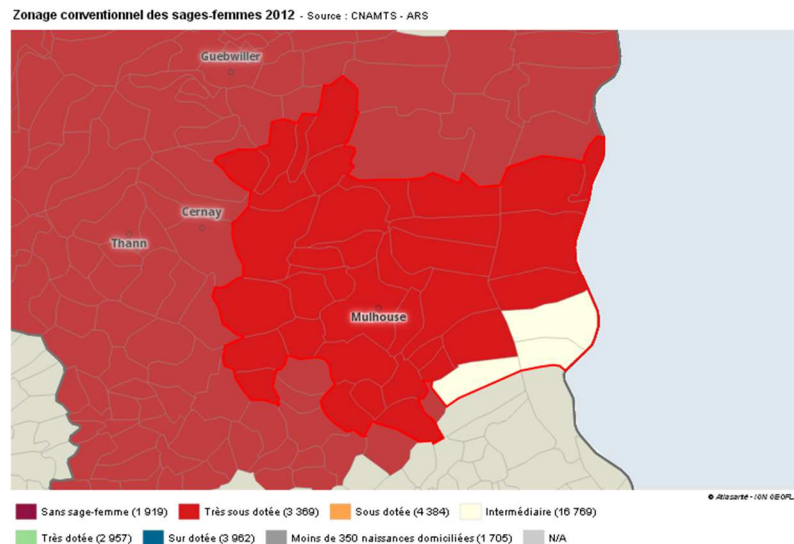 Zonage conventionnel des sages-femmes 2012 - Source : CNAMTS - ARS
Guebwiller
Cernay
Thann
Mulhouse
© Atlasanté - IGN GEOFL
Sans sage-femme (1 919) Très sous dotée (3 369) Sous dotée (4 384) Intermédiaire (16 769)
Très dotée (2 957) Sur dotée (3 962) Moins de 350 naissances domiciliées (1 705) N/A